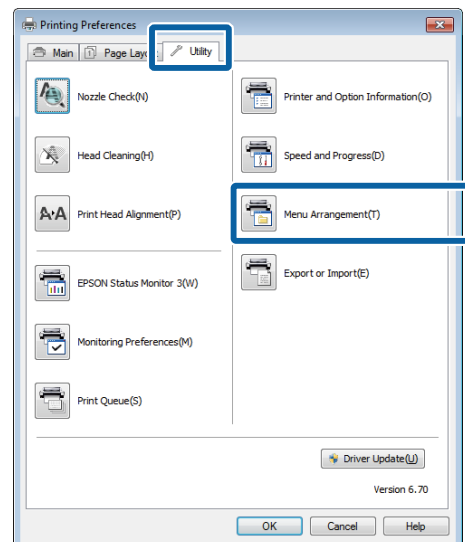 Printing Preferences
Main
Page Layo
Utility
Nozzle Check(N)
Printer and Option Information(O)
Head Cleaning(H)
Speed and Progress(D)
Print Head Alignment(P)
Menu Arrangement(T)
EPSON Status Monitor 3(W)
Export or Import(E)
Monitoring Preferences(M)
Print Queue(S)
Driver Update(U)
Version 6.70
OK
Cancel
Help